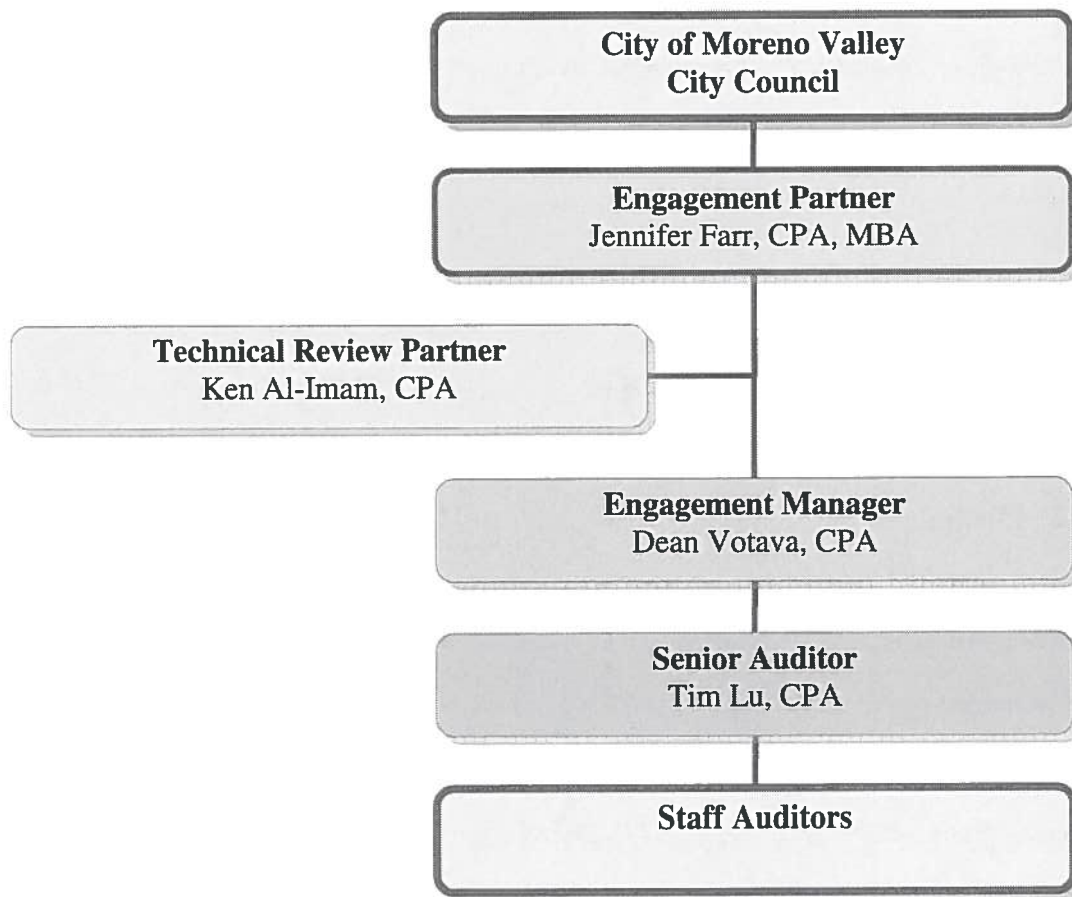 City of Moreno Valley
City Council
Engagement Partner
Jennifer Farr, CPA, MBA
Technical Review Partner
Ken Al-Imam, CPA
Engagement Manager
Dean Votava, CPA
Senior Auditor
Tim Lu, CPA
Staff Auditors